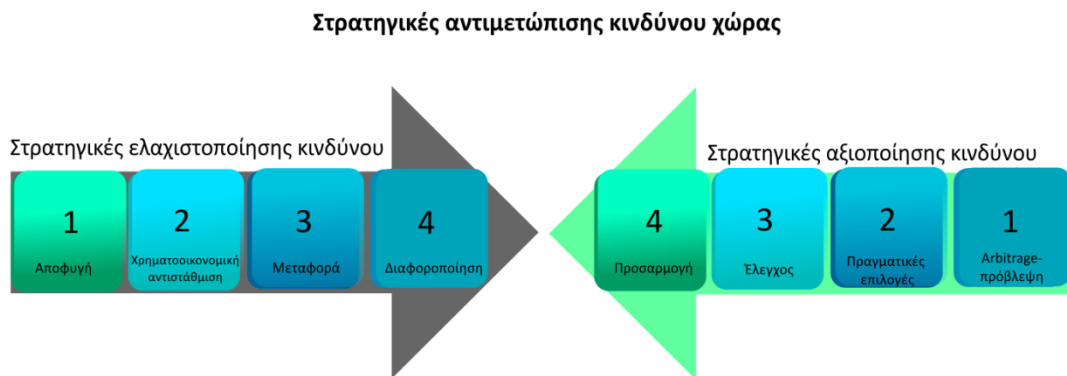 Στρατηγικές αντιμετώπισης κινδύνου χώρας
Στρατηγικές ελαχιστοποίησης κινδύνου
1
Αποφυγή
2
Χρηματοοικονομική
αντιστάθμιση
3
Μεταφορά
4
Διαφοροποίηση
Στρατηγικές αξιοποίησης κινδύνου
4
Προσαρμογή
3
Έλεγχος
2
Πραγματικές
επιλογές
1
Arbitrage-
πρόβλεψη